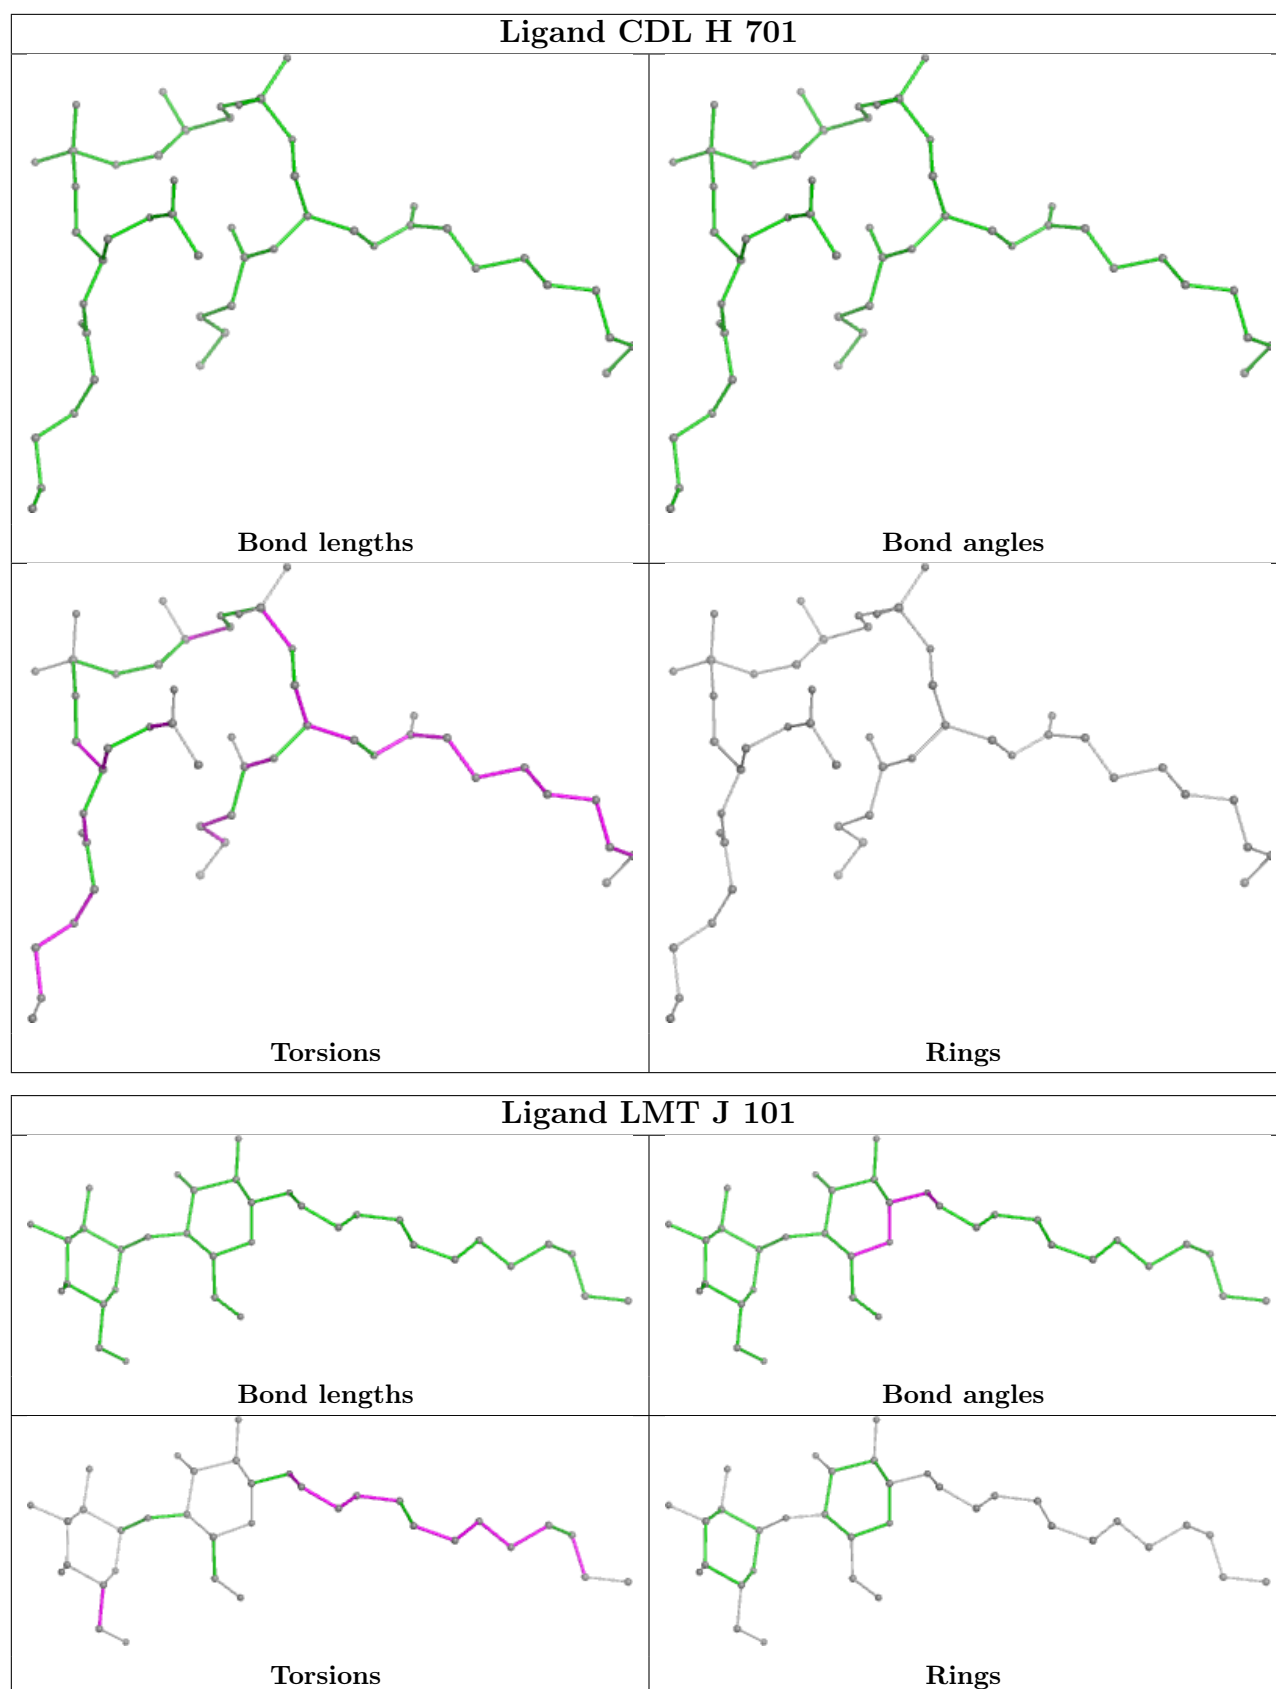 Ligand CDL H 701
Bond lengths
Bond angles
Torsions
Rings
Ligand LMT J 101
Bond lengths
Bond angles
Torsions
Rings